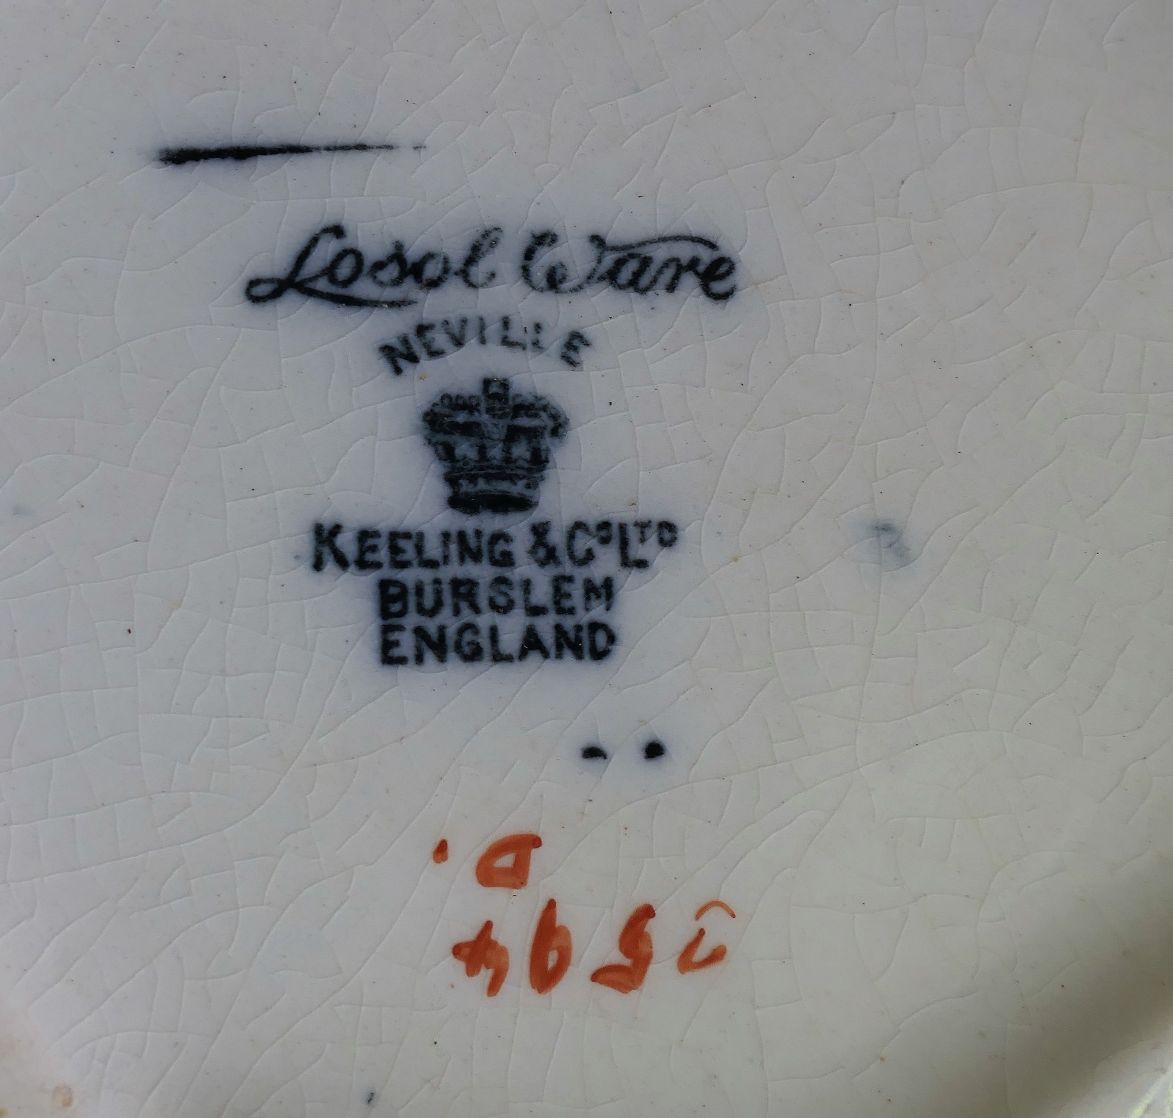 Losol Ware
NEVILLE
KEELING & Co LTD
BURSLEM
ENGLAND